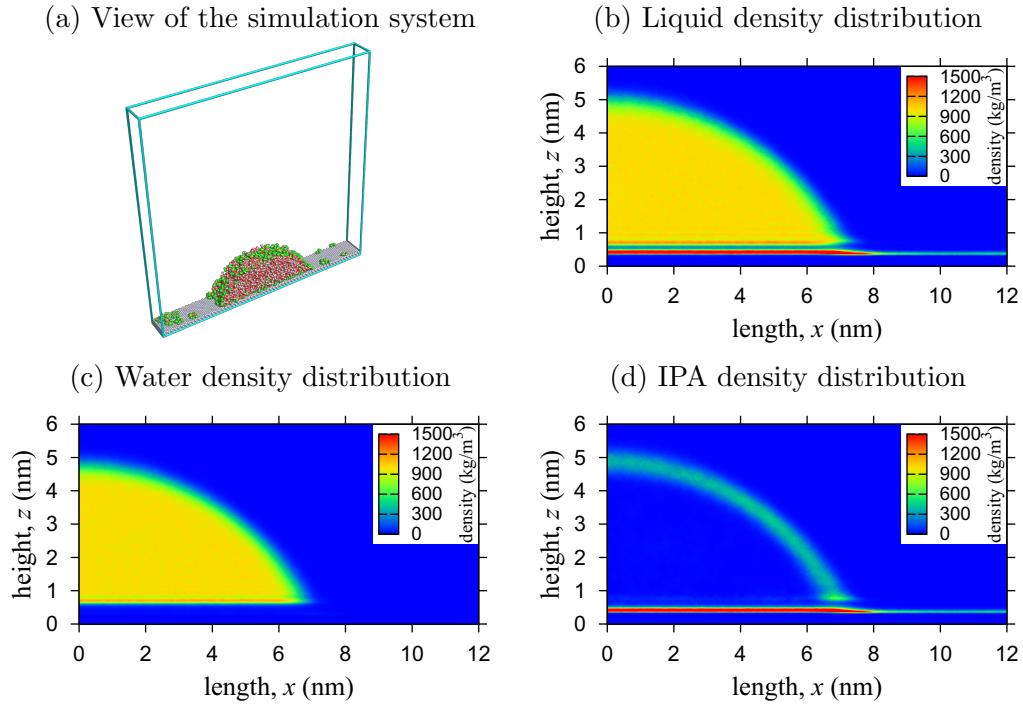 (a) View of the simulation system
(b) Liquid density distribution
6
5
4
3
2
1
0
height, z (nm)
0 2 4 6 8 10 12
length, x (nm)
1500
1200
900
600
300
0
density (kg/m³)
(c) Water density distribution
6
5
4
3
2
1
0
height, z (nm)
0 2 4 6 8 10 12
length, x (nm)
1500
1200
900
600
300
0
density (kg/m³)
(d) IPA density distribution
6
5
4
3
2
1
0
height, z (nm)
0 2 4 6 8 10 12
length, x (nm)
1500
1200
900
600
300
0
density (kg/m³)